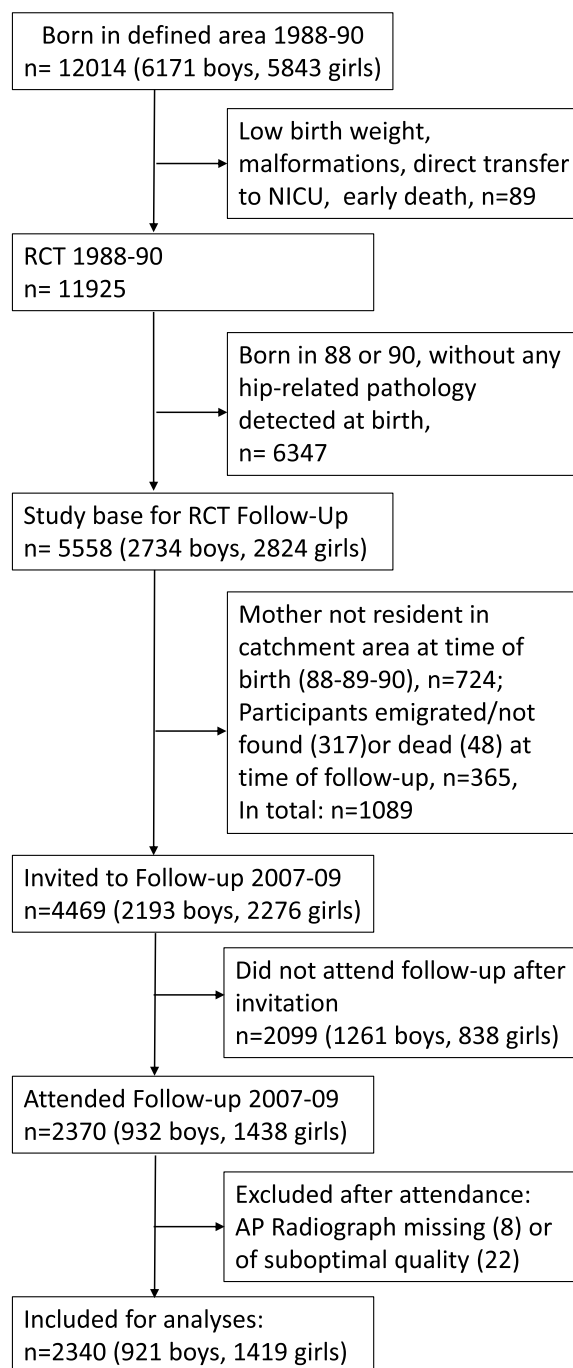 Born in defined area 1988-90
n= 12014 (6171 boys, 5843 girls)
Low birth weight,
malformations, direct transfer
to NICU, early death, n=89
RCT 1988-90
n= 11925
Born in 88 or 90, without any
hip-related pathology
detected at birth,
n= 6347
Study base for RCT Follow-Up
n= 5558 (2734 boys, 2824 girls)
Mother not resident in
catchment area at time of
birth (88-89-90), n=724;
Participants emigrated/not
found (317)or dead (48) at
time of follow-up, n=365,
In total: n=1089
Invited to Follow-up 2007-09
n=4469 (2193 boys, 2276 girls)
Did not attend follow-up after
invitation
n=2099 (1261 boys, 838 girls)
Attended Follow-up 2007-09
n=2370 (932 boys, 1438 girls)
Excluded after attendance:
AP Radiograph missing (8) or
of suboptimal quality (22)
Included for analyses:
n=2340 (921 boys, 1419 girls)